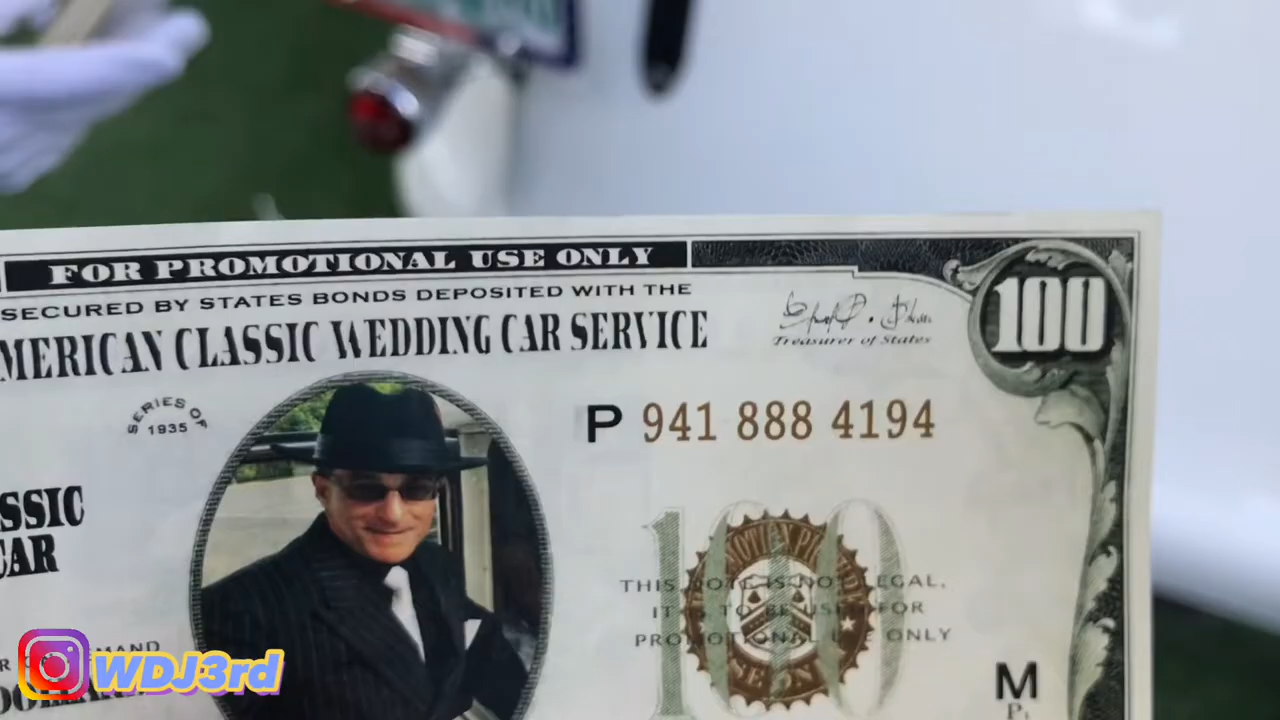 FOR PROMOTIONAL USE ONLY
SECURED BY STATES BONDS DEPOSITED WITH THE
MERICAN CLASSIC WEDDING CAR SERVICE
Treasurer of States
100
SERIES OF
1935
P 941 888 4194
SSIC
CAR
100
THIS NOTE IS NOT LEGAL,
IT IS TO BE USED FOR
PROMOTIONAL USE ONLY
MAND
M
WDJ3rd